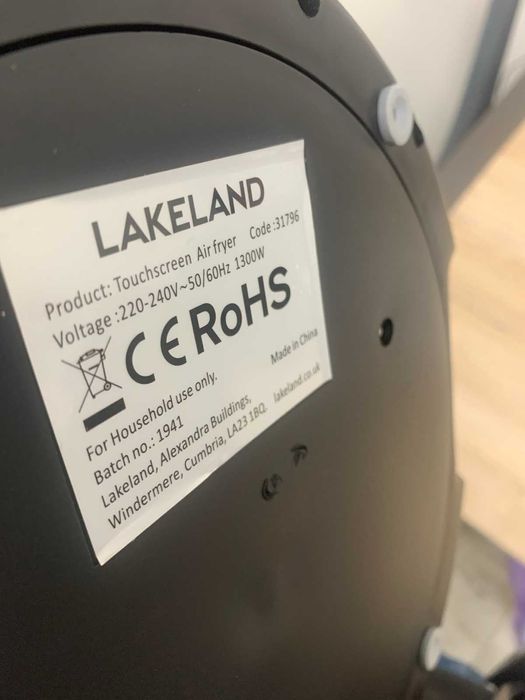 LAKELAND
Product: Touchscreen Air fryer Code :31796
Voltage :220-240V~50/60Hz 1300W
CE RoHS
For Household use only. Made in China
Batch no.: 1941
Lakeland, Alexandra Buildings,
Windermere, Cumbria, LA23 1BQ. lakeland.co.uk